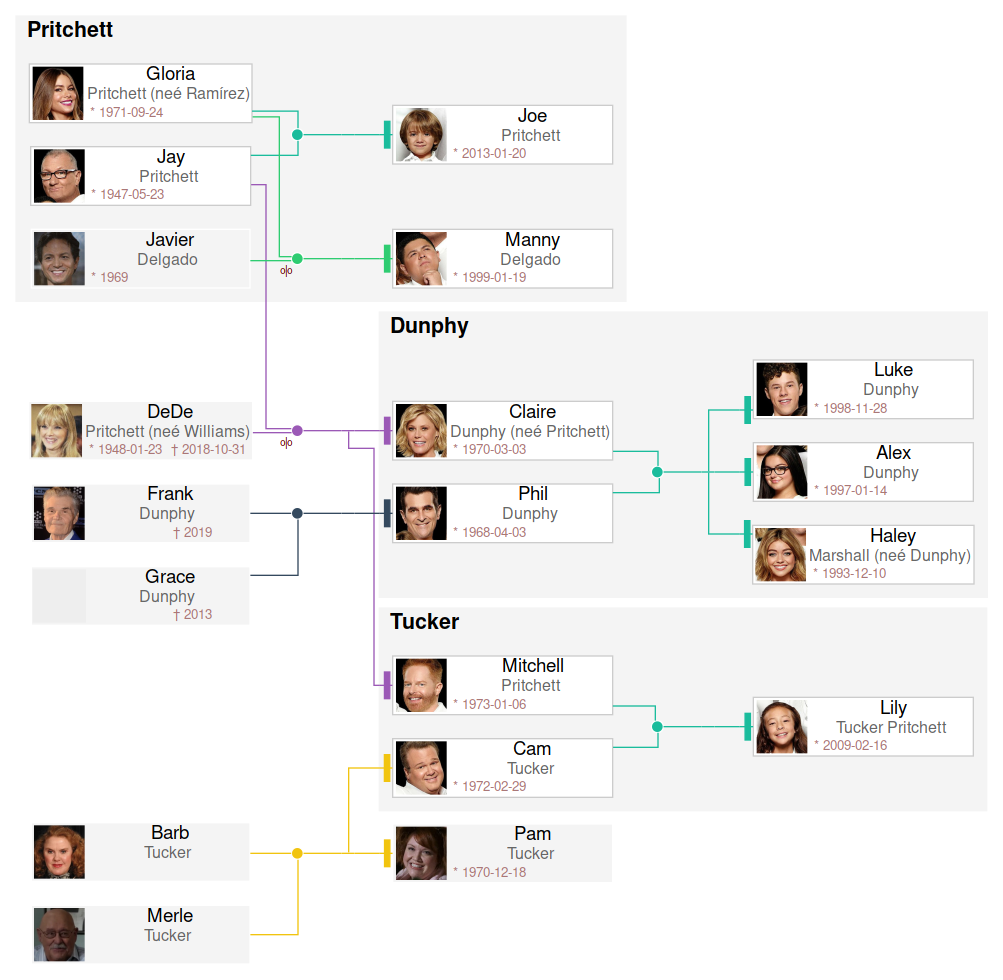 Pritchett
Gloria
Pritchett (neé Ramírez)
* 1971-09-24
Jay
Pritchett
* 1947-05-23
Javier
Delgado
* 1969
Joe
Pritchett
* 2013-01-20
Manny
Delgado
* 1999-01-19
o|o
Dunphy
DeDe
Pritchett (neé Williams)
* 1948-01-23 † 2018-10-31
o|o
Frank
Dunphy
† 2019
Grace
Dunphy
† 2013
Claire
Dunphy (neé Pritchett)
* 1970-03-03
Phil
Dunphy
* 1968-04-03
Luke
Dunphy
* 1998-11-28
Alex
Dunphy
* 1997-01-14
Haley
Marshall (neé Dunphy)
* 1993-12-10
Tucker
Mitchell
Pritchett
* 1973-01-06
Cam
Tucker
* 1972-02-29
Lily
Tucker Pritchett
* 2009-02-16
Barb
Tucker
Merle
Tucker
Pam
Tucker
* 1970-12-18